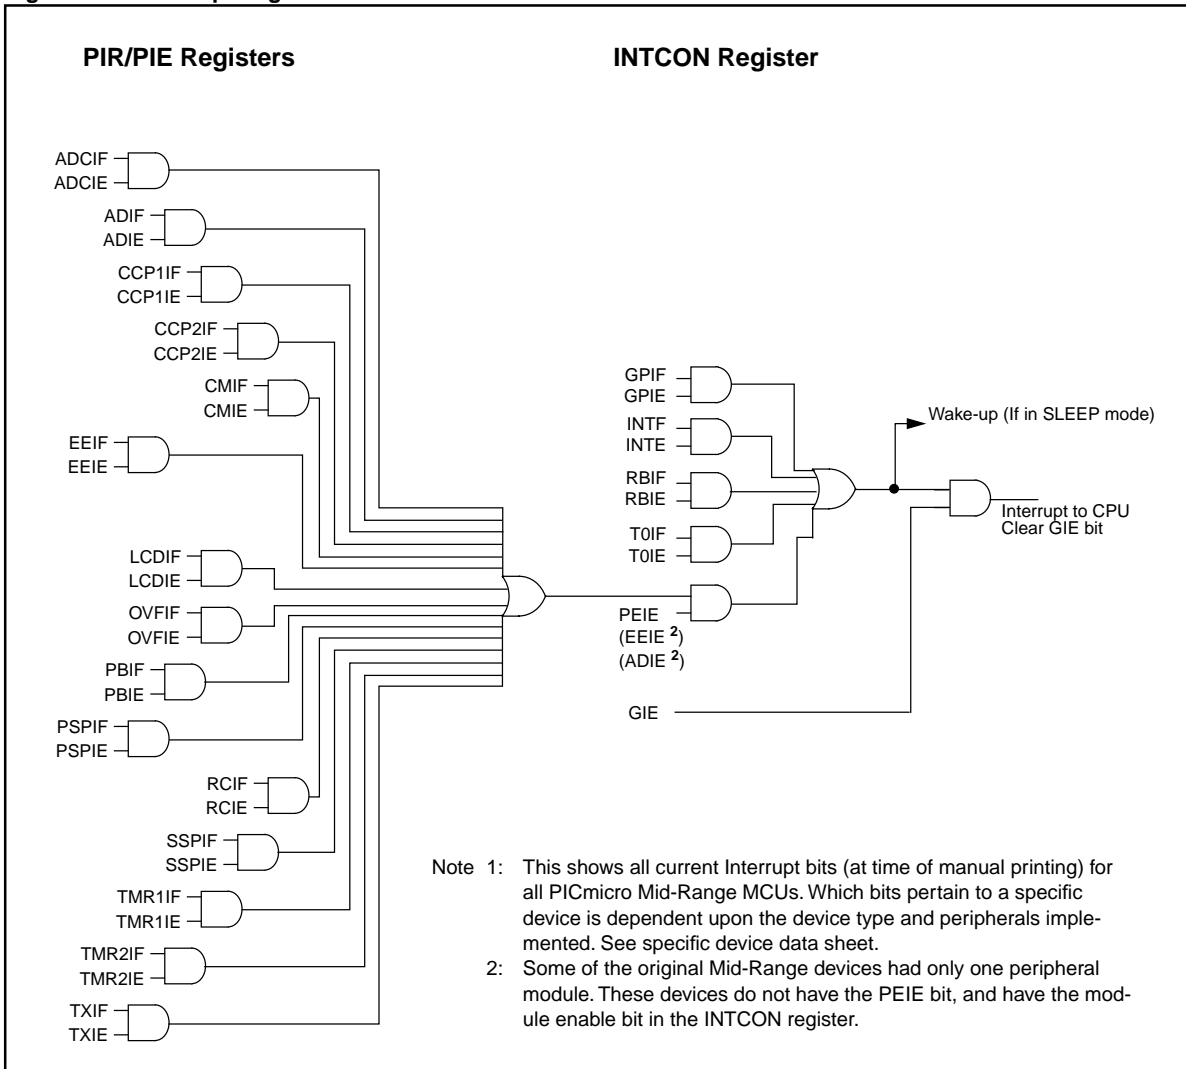 PIR/PIE Registers
INTCON Register
ADCIF
ADCIE
ADIF
ADIE
CCP1IF
CCP1IE
CCP2IF
CCP2IE
CMIF
CMIE
EEIF
EEIE
LCDIF
LCDIE
OVFIF
OVFIE
PBIF
PBIE
PSPIF
PSPIE
RCIF
RCIE
SSPIF
SSPIE
TMR1IF
TMR1IE
TMR2IF
TMR2IE
TXIF
TXIE
GPIF
GPIE
INTF
INTE
RBIF
RBIE
T0IF
T0IE
PEIE
(EEIE 2)
(ADIE 2)
GIE
Wake-up (If in SLEEP mode)
Interrupt to CPU
Clear GIE bit
Note 1: This shows all current Interrupt bits (at time of manual printing) for
all PICmicro Mid-Range MCUs. Which bits pertain to a specific
device is dependent upon the device type and peripherals imple-
mented. See specific device data sheet.
2: Some of the original Mid-Range devices had only one peripheral
module. These devices do not have the PEIE bit, and have the mod-
ule enable bit in the INTCON register.